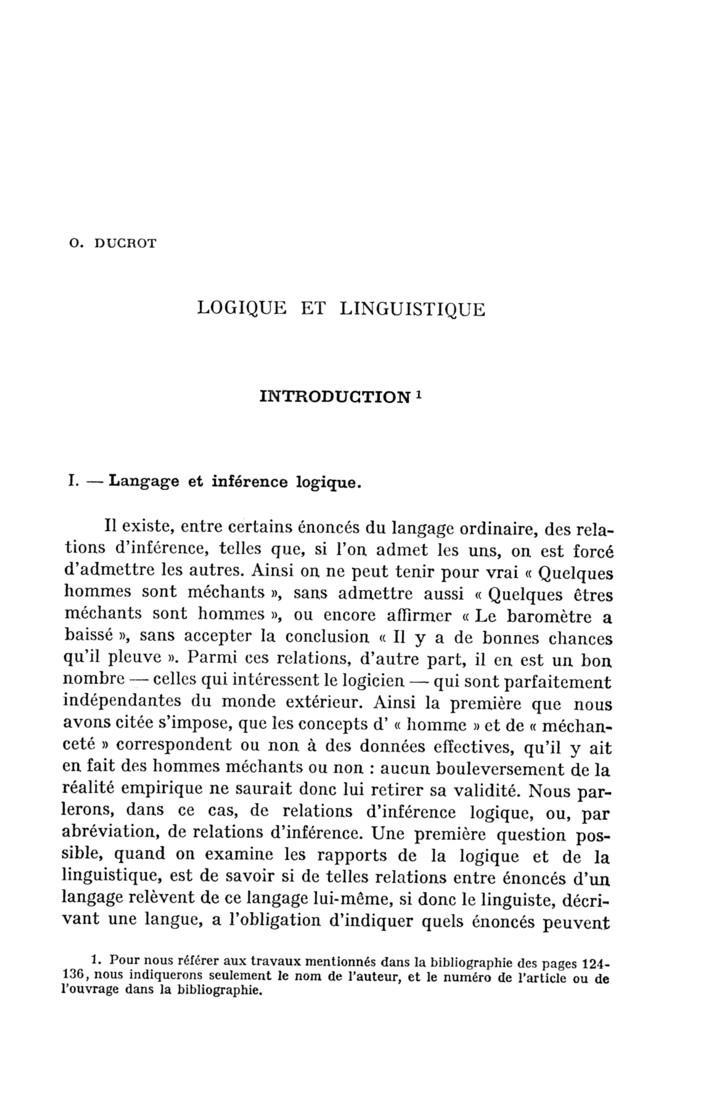 O. DUCROT
LOGIQUE ET LINGUISTIQUE
INTRODUCTION 1
I. — Langage et inférence logique.
Il existe, entre certains énoncés du langage ordinaire, des rela-
tions d'inférence, telles que, si l'on admet les uns, on est forcé
d'admettre les autres. Ainsi on ne peut tenir pour vrai « Quelques
hommes sont méchants », sans admettre aussi « Quelques êtres
méchants sont hommes », ou encore affirmer « Le baromètre a
baissé », sans accepter la conclusion « Il y a de bonnes chances
qu'il pleuve ». Parmi ces relations, d'autre part, il en est un bon
nombre — celles qui intéressent le logicien — qui sont parfaitement
indépendantes du monde extérieur. Ainsi la première que nous
avons citée s'impose, que les concepts d' « homme » et de « méchan-
ceté » correspondent ou non à des données effectives, qu'il y ait
en fait des hommes méchants ou non : aucun bouleversement de la
réalité empirique ne saurait donc lui retirer sa validité. Nous par-
lerons, dans ce cas, de relations d'inférence logique, ou, par
abréviation, de relations d'inférence. Une première question pos-
sible, quand on examine les rapports de la logique et de la
linguistique, est de savoir si de telles relations entre énoncés d'un
langage relèvent de ce langage lui-même, si donc le linguiste, décri-
vant une langue, a l'obligation d'indiquer quels énoncés peuvent
1. Pour nous référer aux travaux mentionnés dans la bibliographie des pages 124-
136, nous indiquerons seulement le nom de l'auteur, et le numéro de l'article ou de
l'ouvrage dans la bibliographie.